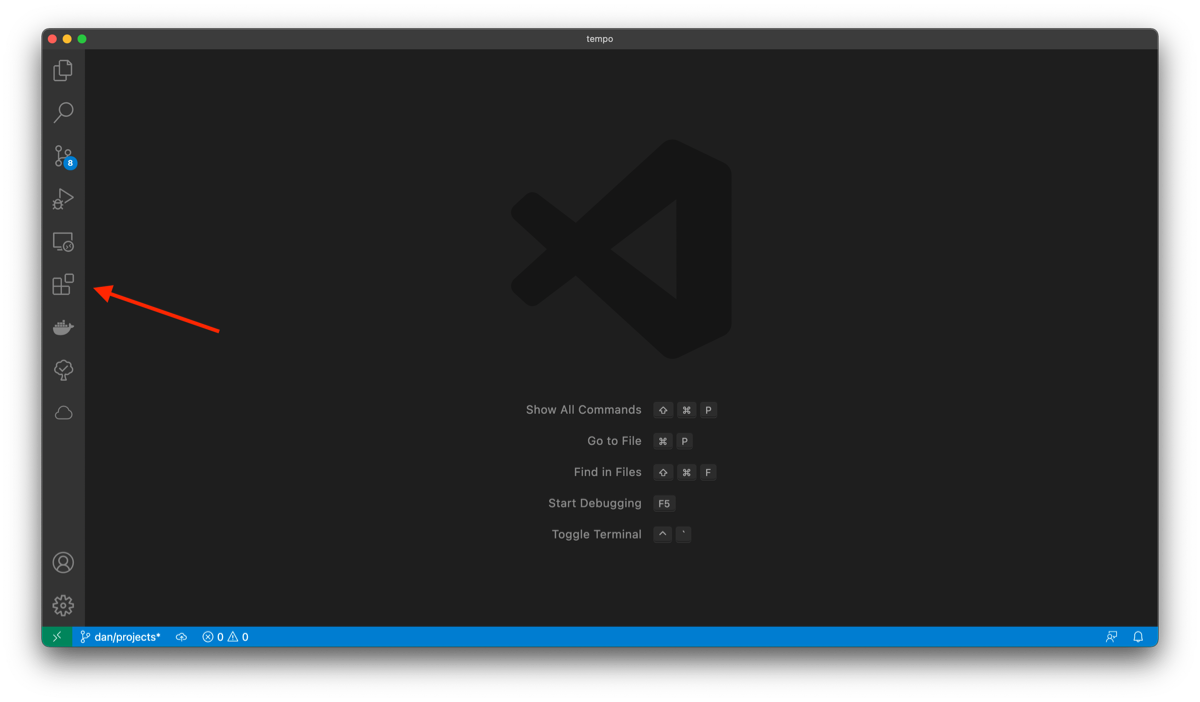 tempo
8
Show All Commands ⇧ ⌘ P
Go to File ⌘ P
Find in Files ⇧ ⌘ F
Start Debugging F5
Toggle Terminal ^ `
dan/projects* 0 0